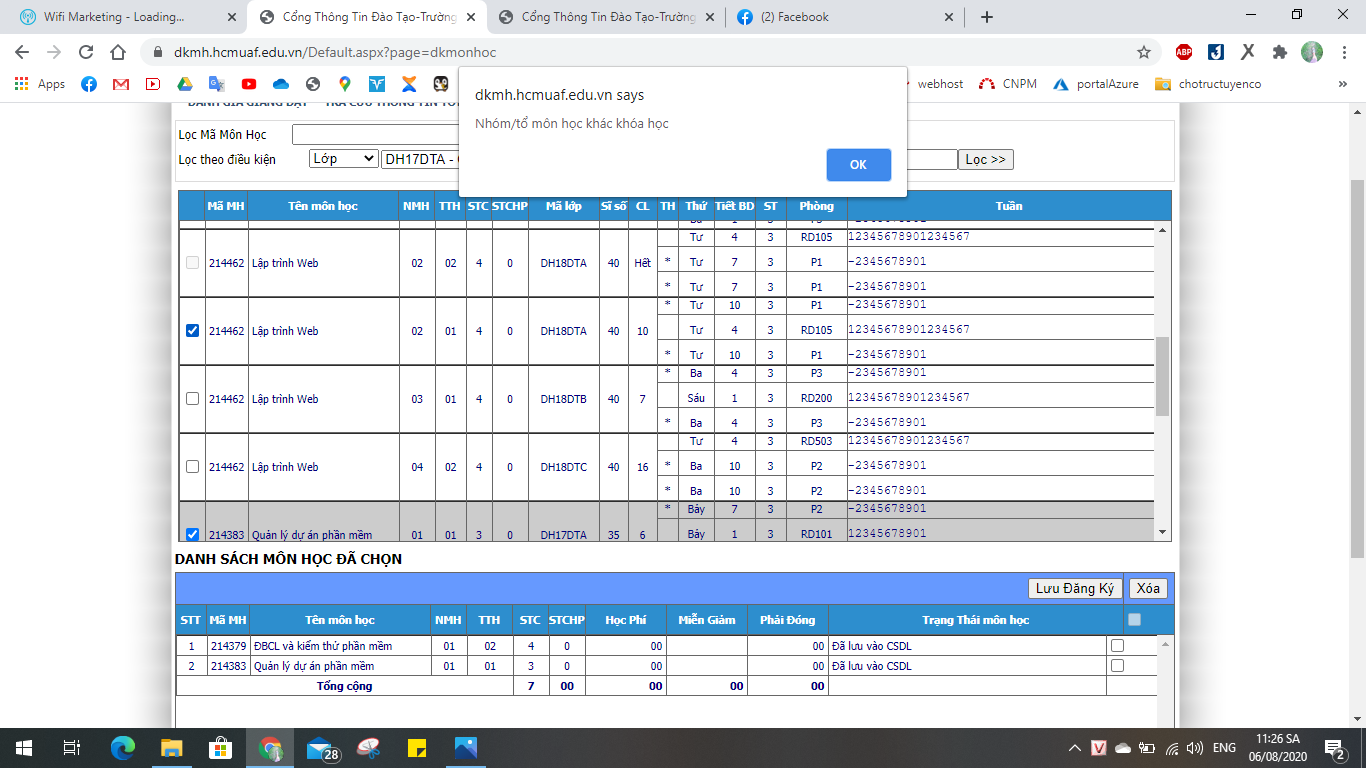 Wifi Marketing - Loading...
Cổng Thông Tin Đào Tạo-Trường
Cổng Thông Tin Đào Tạo-Trường
(2) Facebook
dkmh.hcmuaf.edu.vn/Default.aspx?page=dkmonhoc
ABP
Apps
webhost
CNPM
portalAzure
chotructuyenco
»
dkmh.hcmuaf.edu.vn says
Nhóm/tổ môn học khác khóa học
OK
Lọc Mã Môn Học
Lọc theo điều kiện Lớp DH17DTA - Lọc >>
Mã MH Tên môn học NMH TTH STC STCHP Mã lớp Sĩ số CL TH Thứ Tiết BD ST Phòng Tuần
Tư 4 3 RD105 12345678901234567
214462 Lập trình Web 02 02 4 0 DH18DTA 40 Hết * Tư 7 3 P1 -2345678901
* Tư 7 3 P1 -2345678901
* Tư 10 3 P1 -2345678901
214462 Lập trình Web 02 01 4 0 DH18DTA 40 10 Tư 4 3 RD105 12345678901234567
* Tư 10 3 P1 -2345678901
* Ba 4 3 P3 -2345678901
214462 Lập trình Web 03 01 4 0 DH18DTB 40 7 Sáu 1 3 RD200 12345678901234567
* Ba 4 3 P3 -2345678901
Tư 4 3 RD503 12345678901234567
214462 Lập trình Web 04 02 4 0 DH18DTC 40 16 * Ba 10 3 P2 -2345678901
* Ba 10 3 P2 -2345678901
* Bảy 7 3 P2 -2345678901
214383 Quản lý dự án phần mềm 01 01 3 0 DH17DTA 35 6 Bảy 1 3 RD101 12345678901234567
DANH SÁCH MÔN HỌC ĐÃ CHỌN
Lưu Đăng Ký Xóa
STT Mã MH Tên môn học NMH TTH STC STCHP Học Phí Miễn Giảm Phải Đóng Trạng Thái môn học
1 214379 ĐBCL và kiểm thử phần mềm 01 02 4 0 00 00 Đã lưu vào CSDL
2 214383 Quản lý dự án phần mềm 01 01 3 0 00 00 Đã lưu vào CSDL
Tổng cộng 7 00 00 00 00
28
V
ENG
11:26 SA
06/08/2020
2